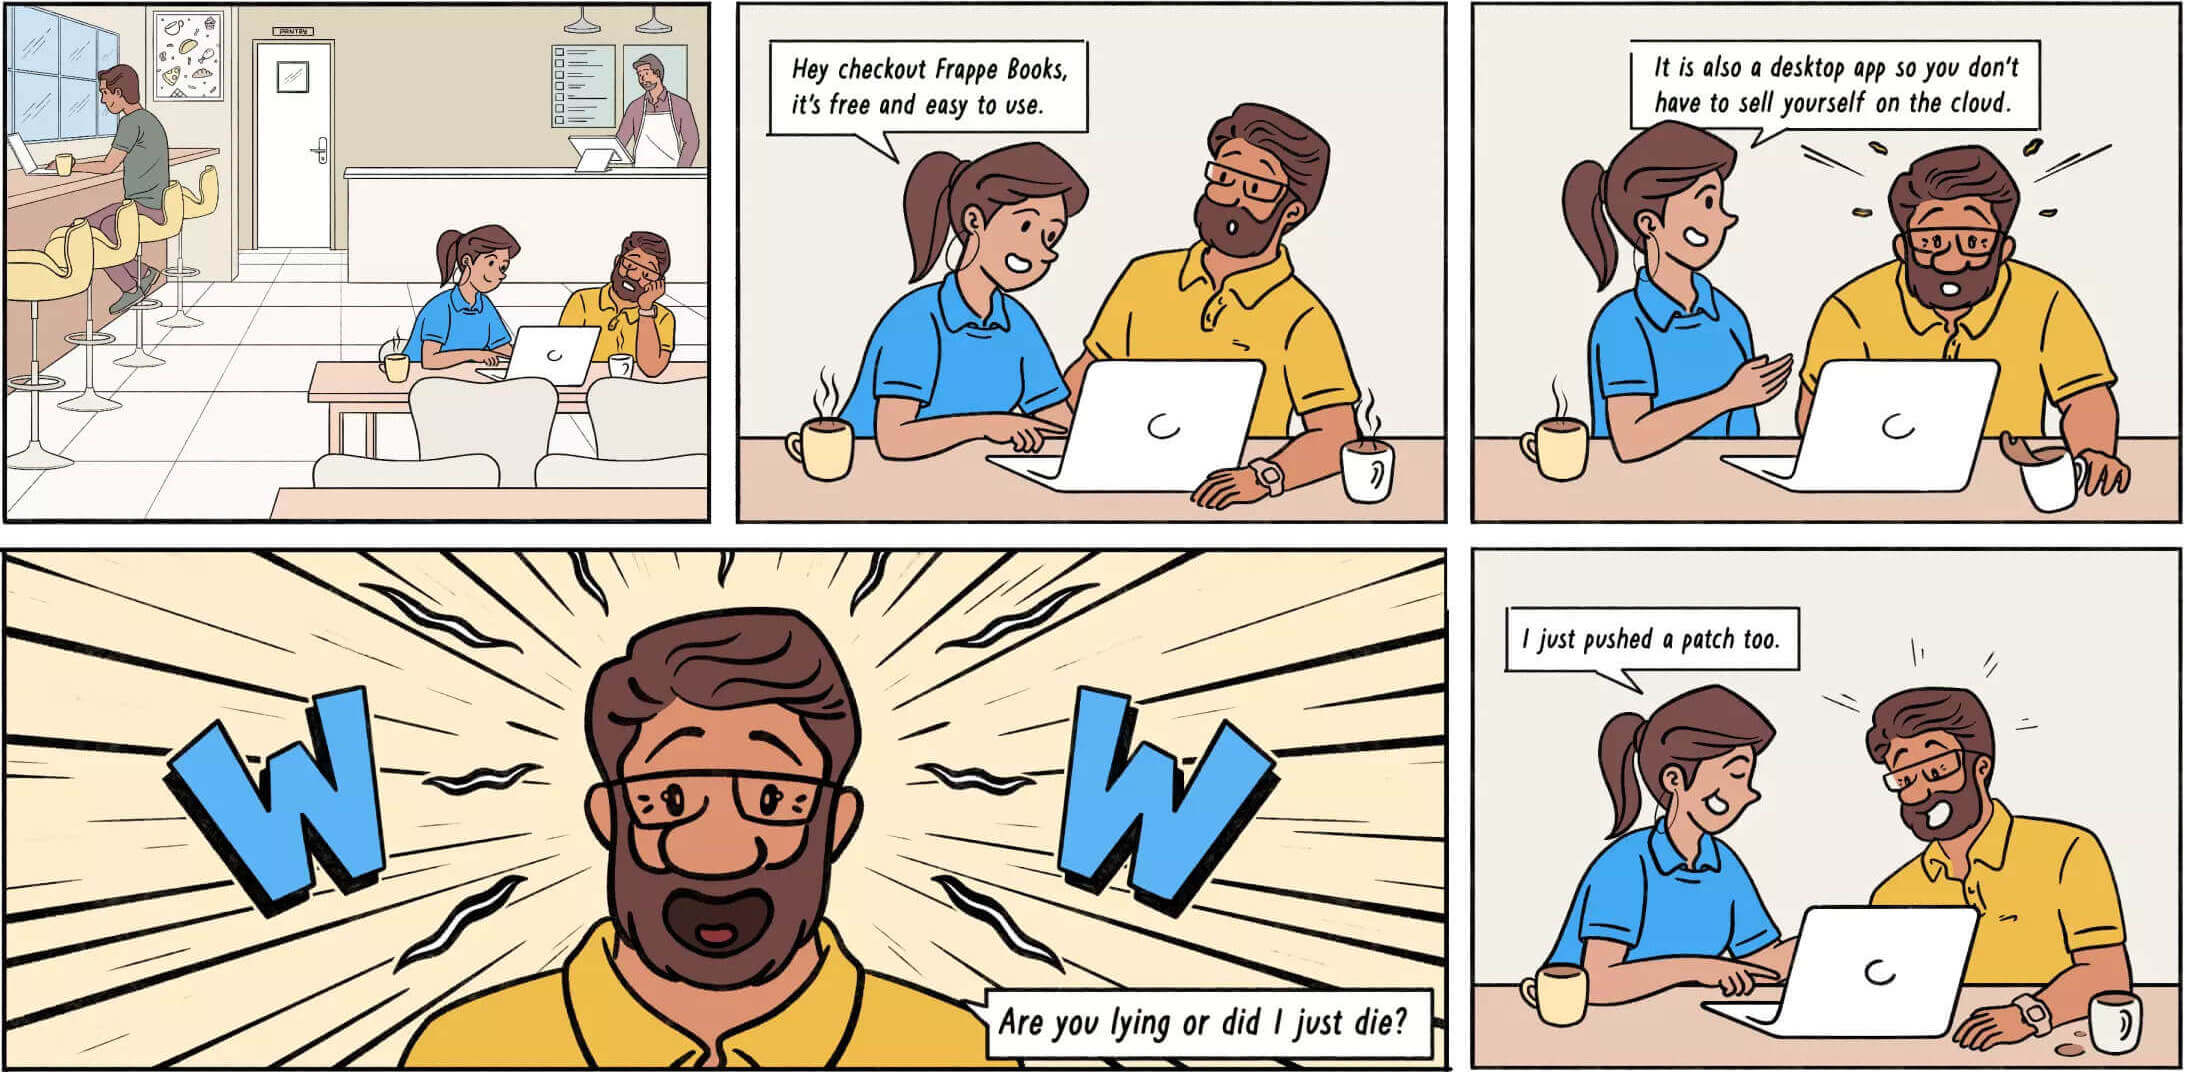 PANTRY
Hey checkout Frappe Books,
it's free and easy to use.
It is also a desktop app so you don't
have to sell yourself on the cloud.
W W
Are you lying or did I just die?
I just pushed a patch too.